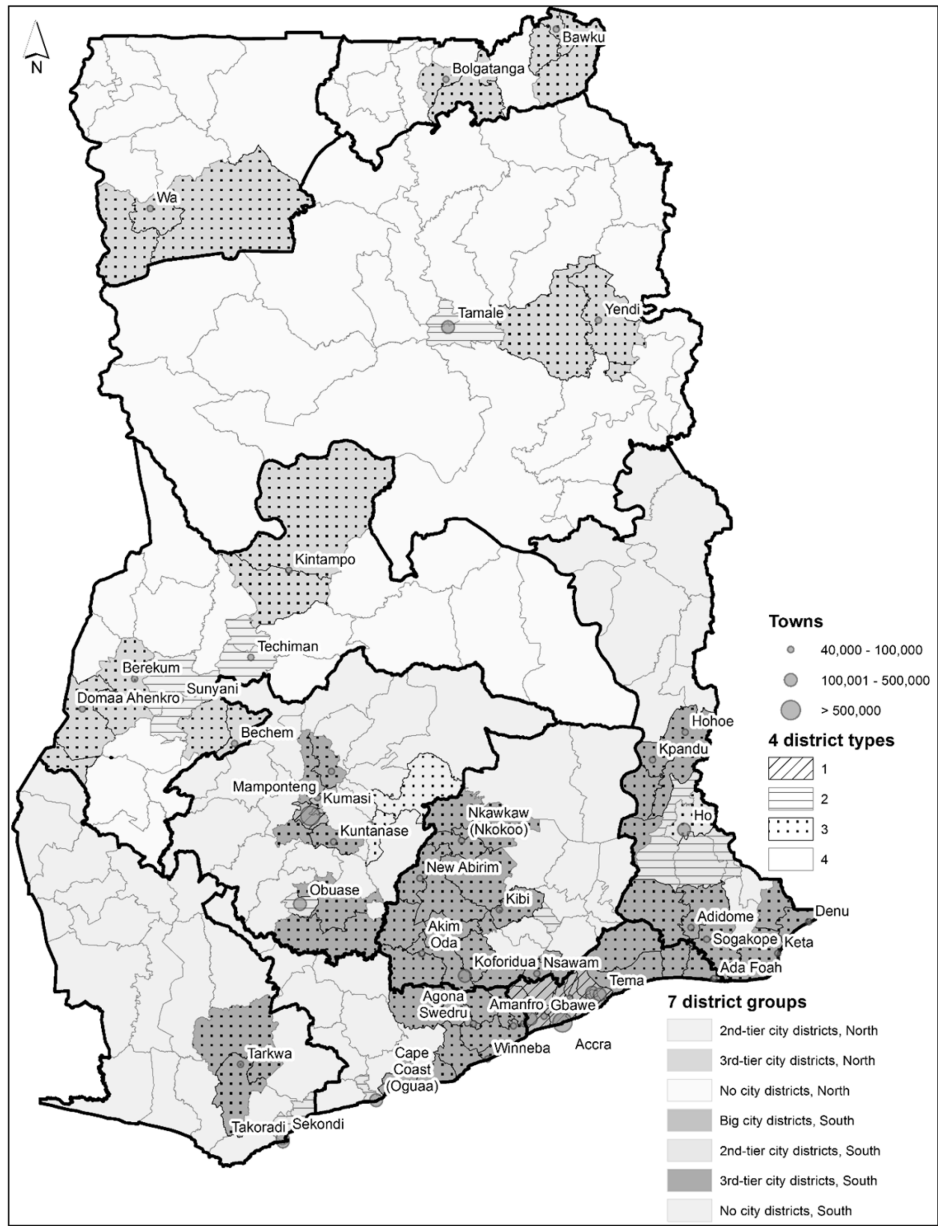 N
Bawku
Bolgatanga
Wa
Tamale
Yendi
Kintampo
Techiman
Berekum
Sunyani
Domaa Ahenkro
Bechem
Hohoe
Kpandu
Mamponteng
Kumasi
Kuntanase
Nkawkaw
(Nkokoo)
Ho
New Abirim
Obuase
Kibi
Adidome
Denu
Akim
Oda
Sogakope
Keta
Koforidua
Nsawam
Ada Foah
Tema
Agona
Swedru
Amanfro
Gbawe
Winneba
Accra
Cape
Coast
(Oguaa)
Tarkwa
Takoradi
Sekondi
Towns
40,000 - 100,000
100,001 - 500,000
> 500,000
4 district types
1
2
3
4
7 district groups
2nd-tier city districts, North
3rd-tier city districts, North
No city districts, North
Big city districts, South
2nd-tier city districts, South
3rd-tier city districts, South
No city districts, South